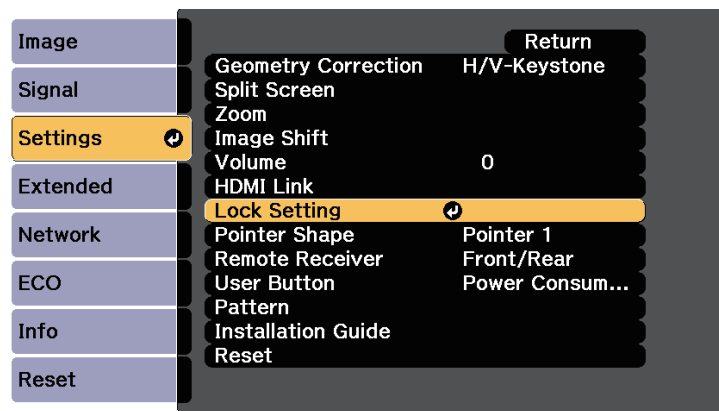 Image
Signal
Settings
Extended
Network
ECO
Info
Reset
Return
Geometry Correction H/V-Keystone
Split Screen
Zoom
Image Shift
Volume 0
HDMI Link
Lock Setting
Pointer Shape Pointer 1
Remote Receiver Front/Rear
User Button Power Consum...
Pattern
Installation Guide
Reset